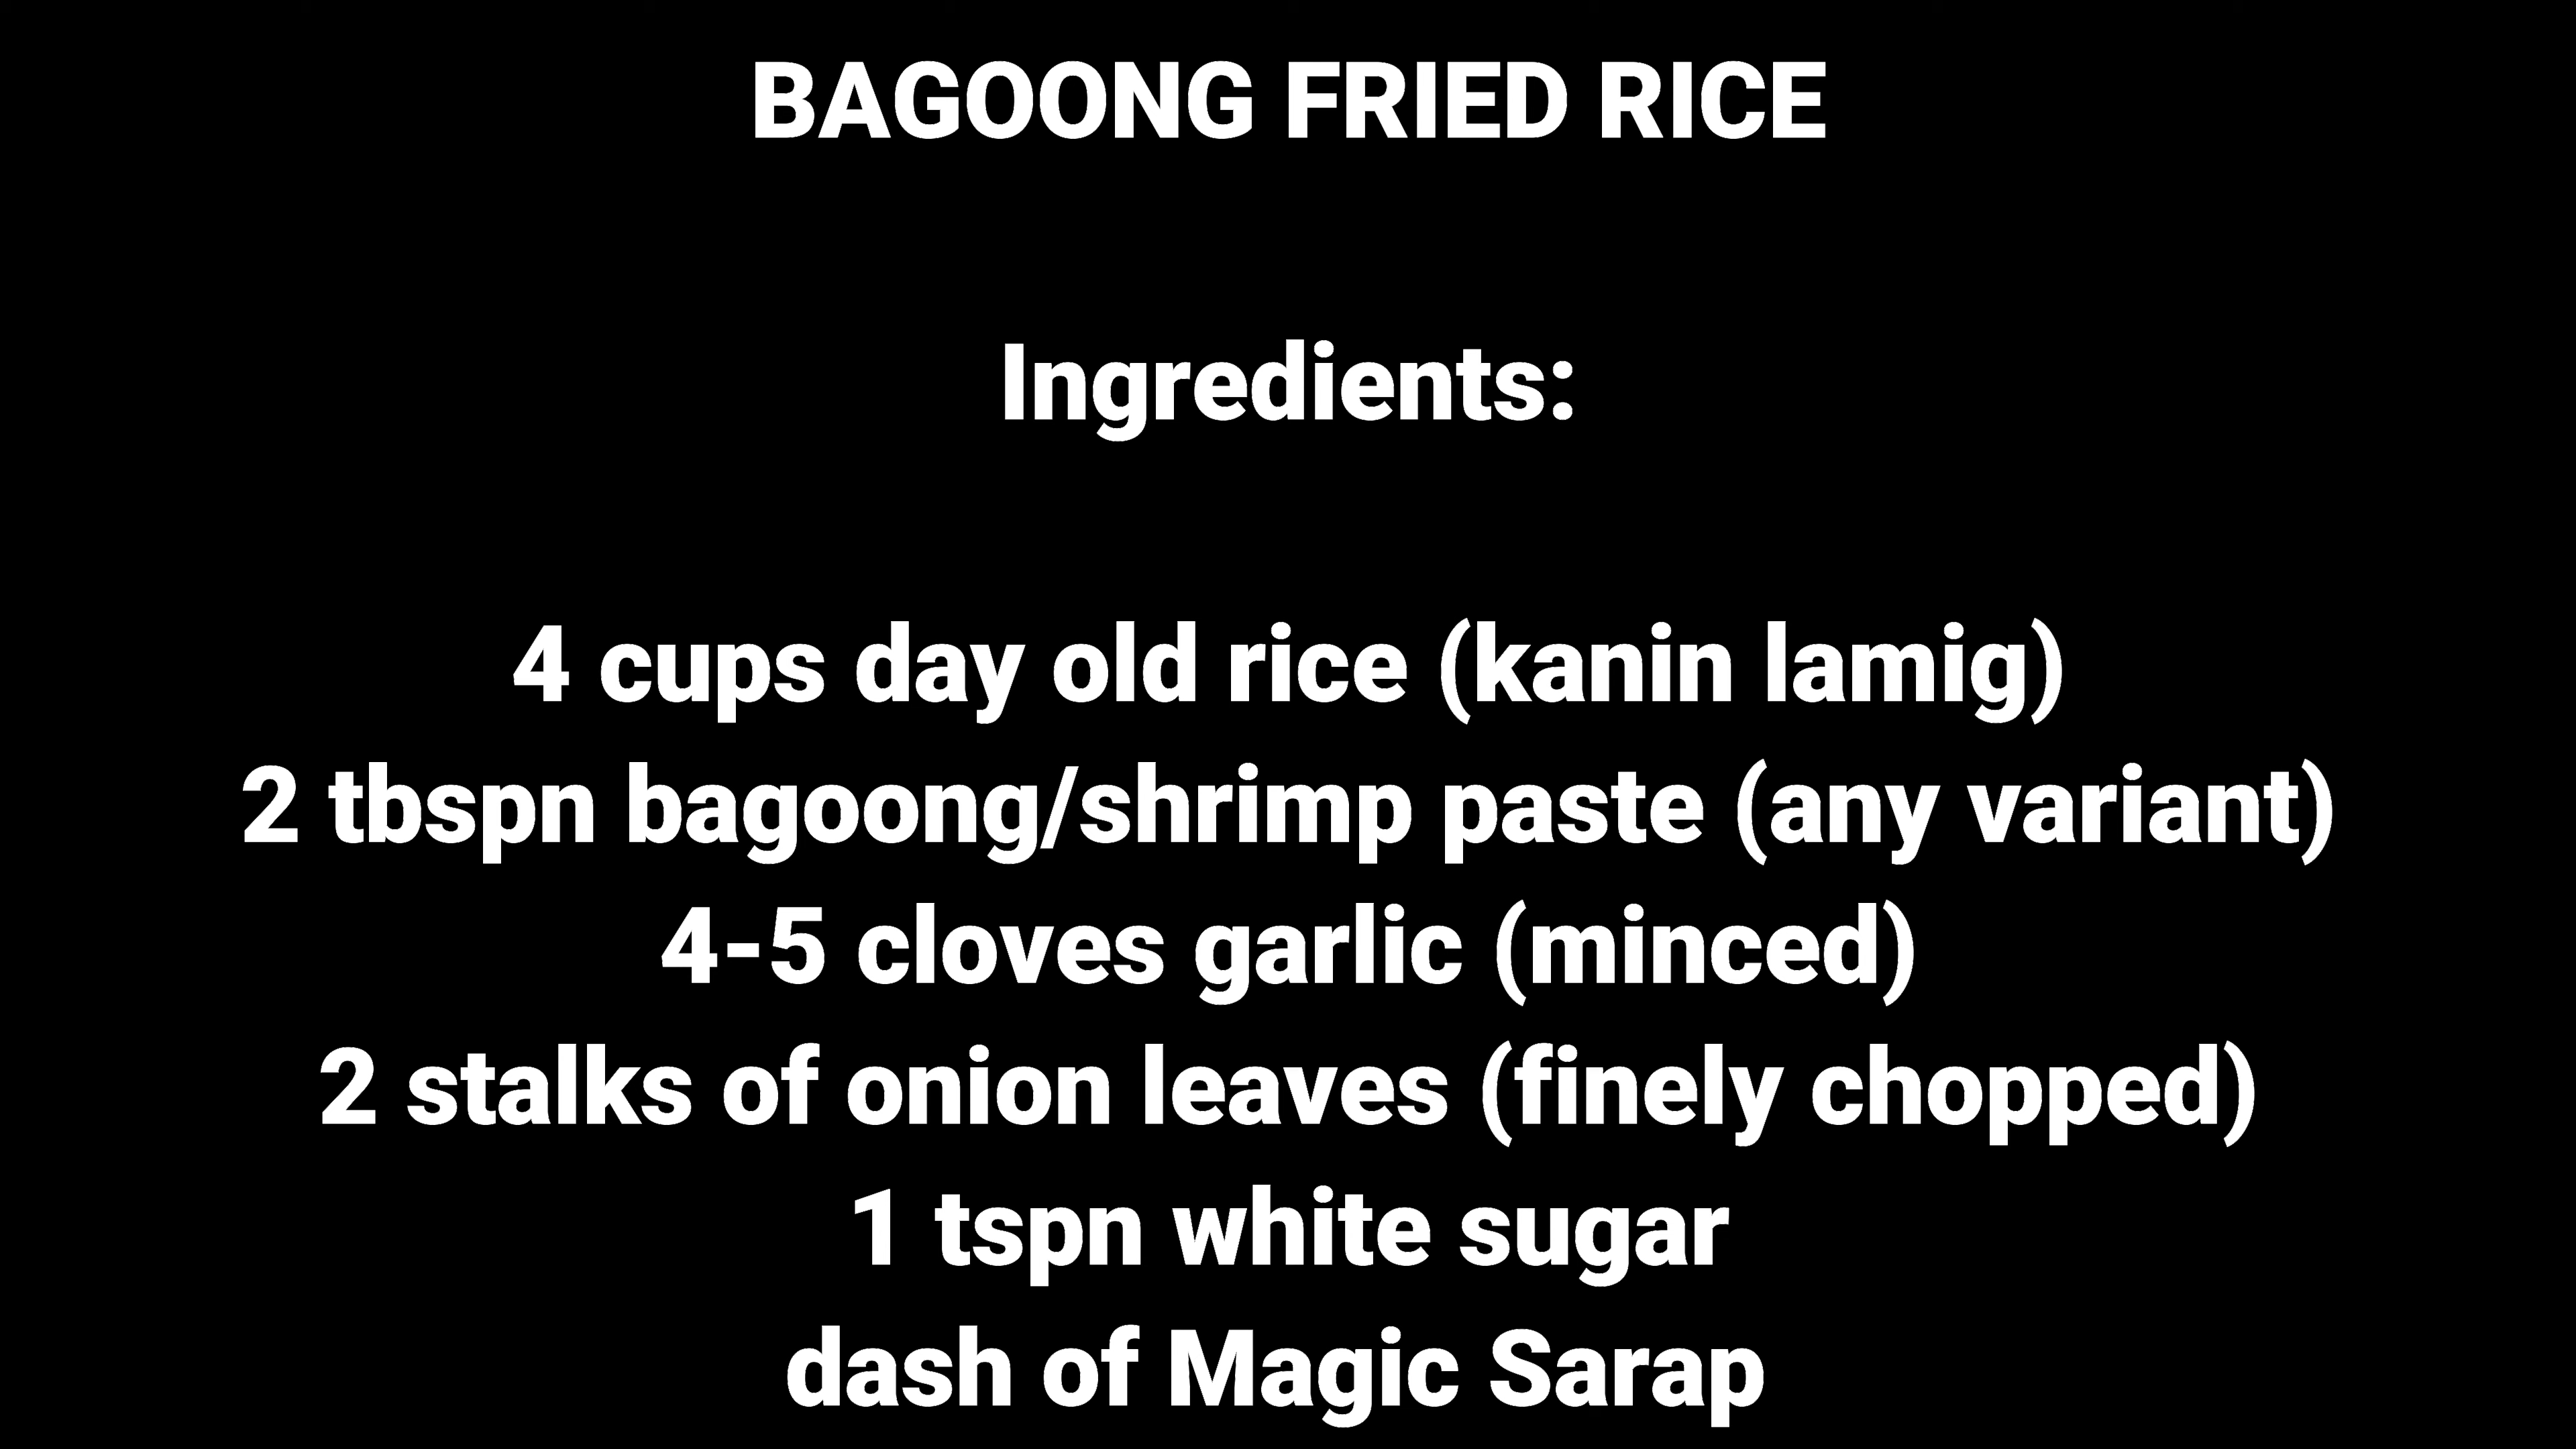 BAGOONG FRIED RICE
Ingredients:
4 cups day old rice (kanin lamig)
2 tbspn bagoong/shrimp paste (any variant)
4-5 cloves garlic (minced)
2 stalks of onion leaves (finely chopped)
1 tspn white sugar
dash of Magic Sarap